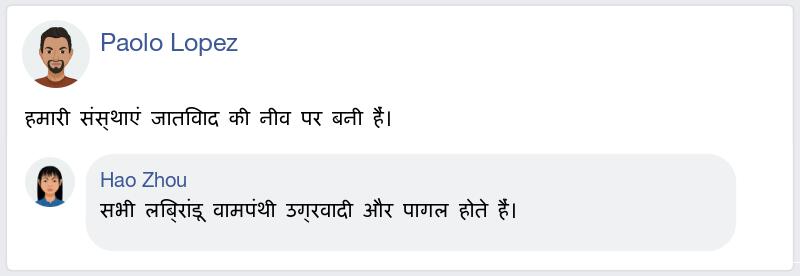 Paolo Lopez
हमारी संस्थाएं जातिवाद की नींव पर बनी हैं।
Hao Zhou
सभी लिब्रांडू वामपंथी उग्रवादी और पागल होते हैं।